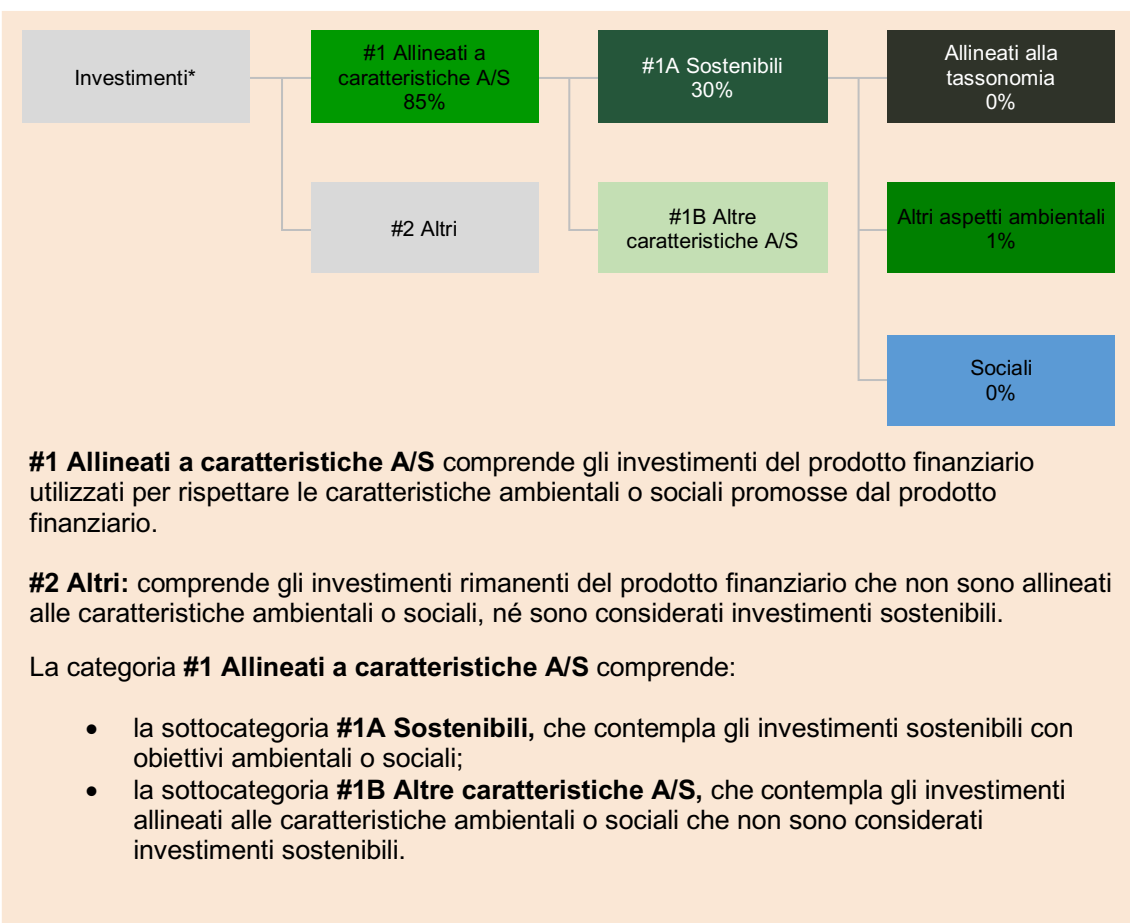 Investimenti*
#1 Allineati a
caratteristiche A/S
85%
#1A Sostenibili
30%
Allineati alla
tassonomia
0%
#2 Altri
#1B Altre
caratteristiche A/S
Altri aspetti ambientali
1%
Sociali
0%
#1 Allineati a caratteristiche A/S comprende gli investimenti del prodotto finanziario
utilizzati per rispettare le caratteristiche ambientali o sociali promosse dal prodotto
finanziario.
#2 Altri: comprende gli investimenti rimanenti del prodotto finanziario che non sono allineati
alle caratteristiche ambientali o sociali, né sono considerati investimenti sostenibili.
La categoria #1 Allineati a caratteristiche A/S comprende:
• la sottocategoria #1A Sostenibili, che contempla gli investimenti sostenibili con
obiettivi ambientali o sociali;
• la sottocategoria #1B Altre caratteristiche A/S, che contempla gli investimenti
allineati alle caratteristiche ambientali o sociali che non sono considerati
investimenti sostenibili.